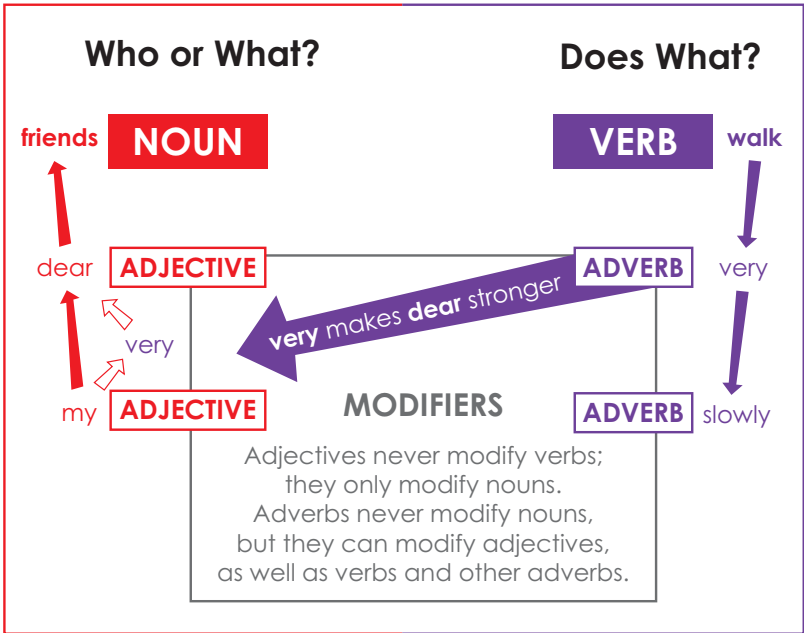 Who or What?
Does What?
friends NOUN
VERB walk
dear ADJECTIVE
ADVERB very
very makes dear stronger
very
my ADJECTIVE
MODIFIERS
ADVERB slowly
Adjectives never modify verbs;
they only modify nouns.
Adverbs never modify nouns,
but they can modify adjectives,
as well as verbs and other adverbs.